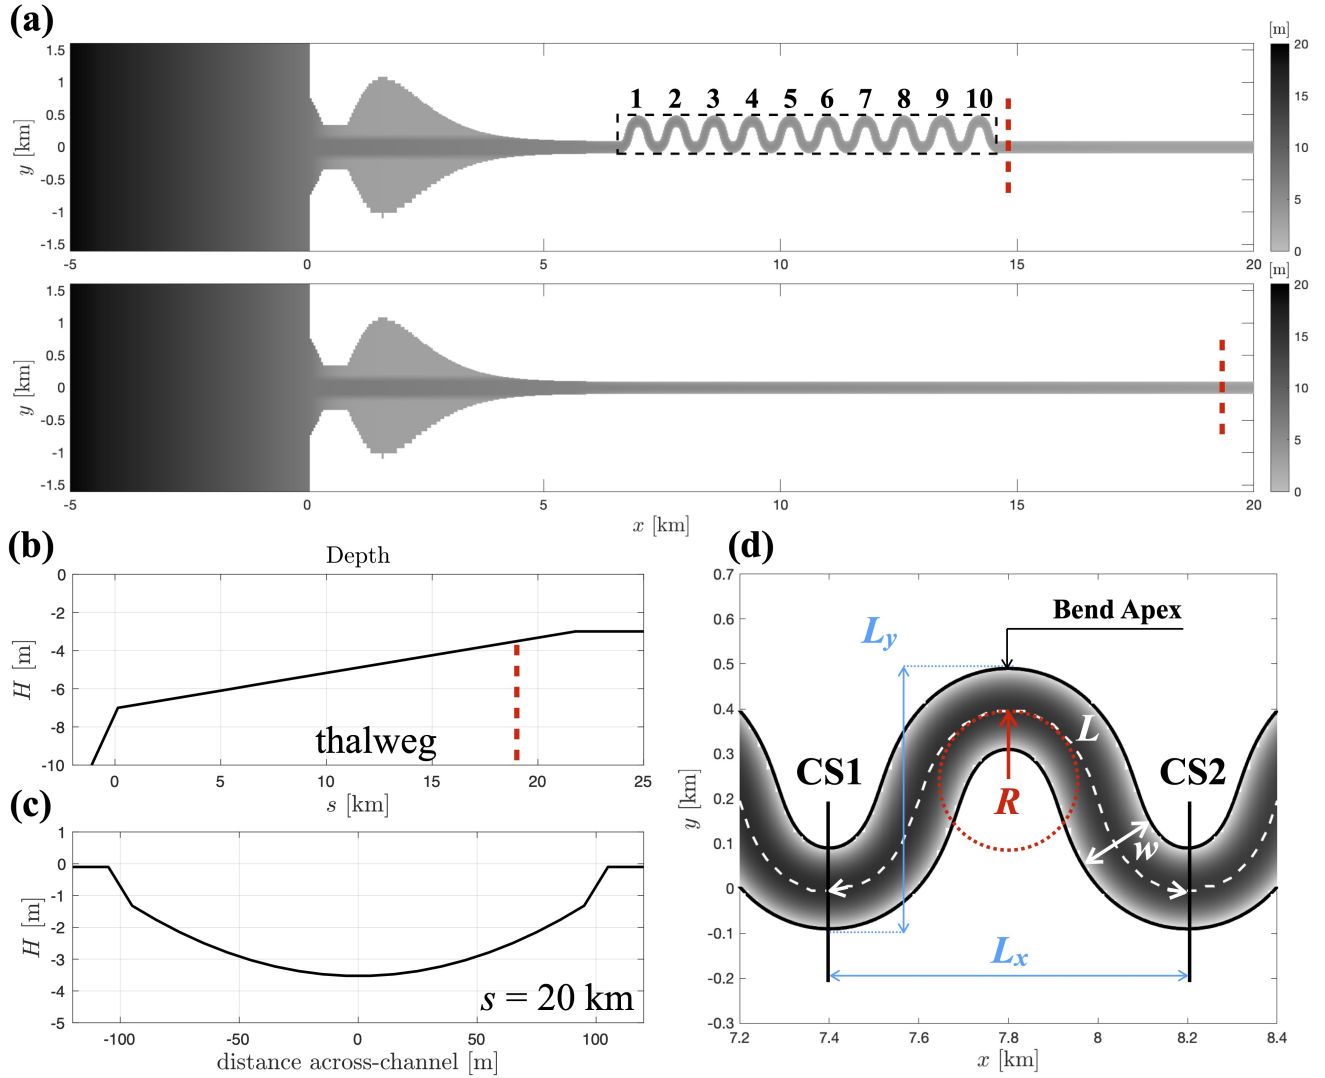 (a)
[m]
1.5
1
0.5
0
-0.5
-1
-1.5
y [km]
1 2 3 4 5 6 7 8 9 10
20
15
10
5
0
-5 0 5 10 15 20
[m]
1.5
1
0.5
0
-0.5
-1
-1.5
y [km]
20
15
10
5
0
-5 0 5 10 15 20
x [km]
(b)
Depth
0
-2
-4
-6
-8
-10
H [m]
thalweg
0 5 10 15 20 25
s [km]
(c)
1
0
-1
-2
-3
-4
-5
H [m]
s = 20 km
-100 -50 0 50 100
distance across-channel [m]
(d)
0.7
0.6
0.5
0.4
0.3
0.2
0.1
0
-0.1
-0.2
-0.3
y [km]
Bend Apex
Ly
L
CS1
CS2
R
w
Lx
7.2 7.4 7.6 7.8 8 8.2 8.4
x [km]